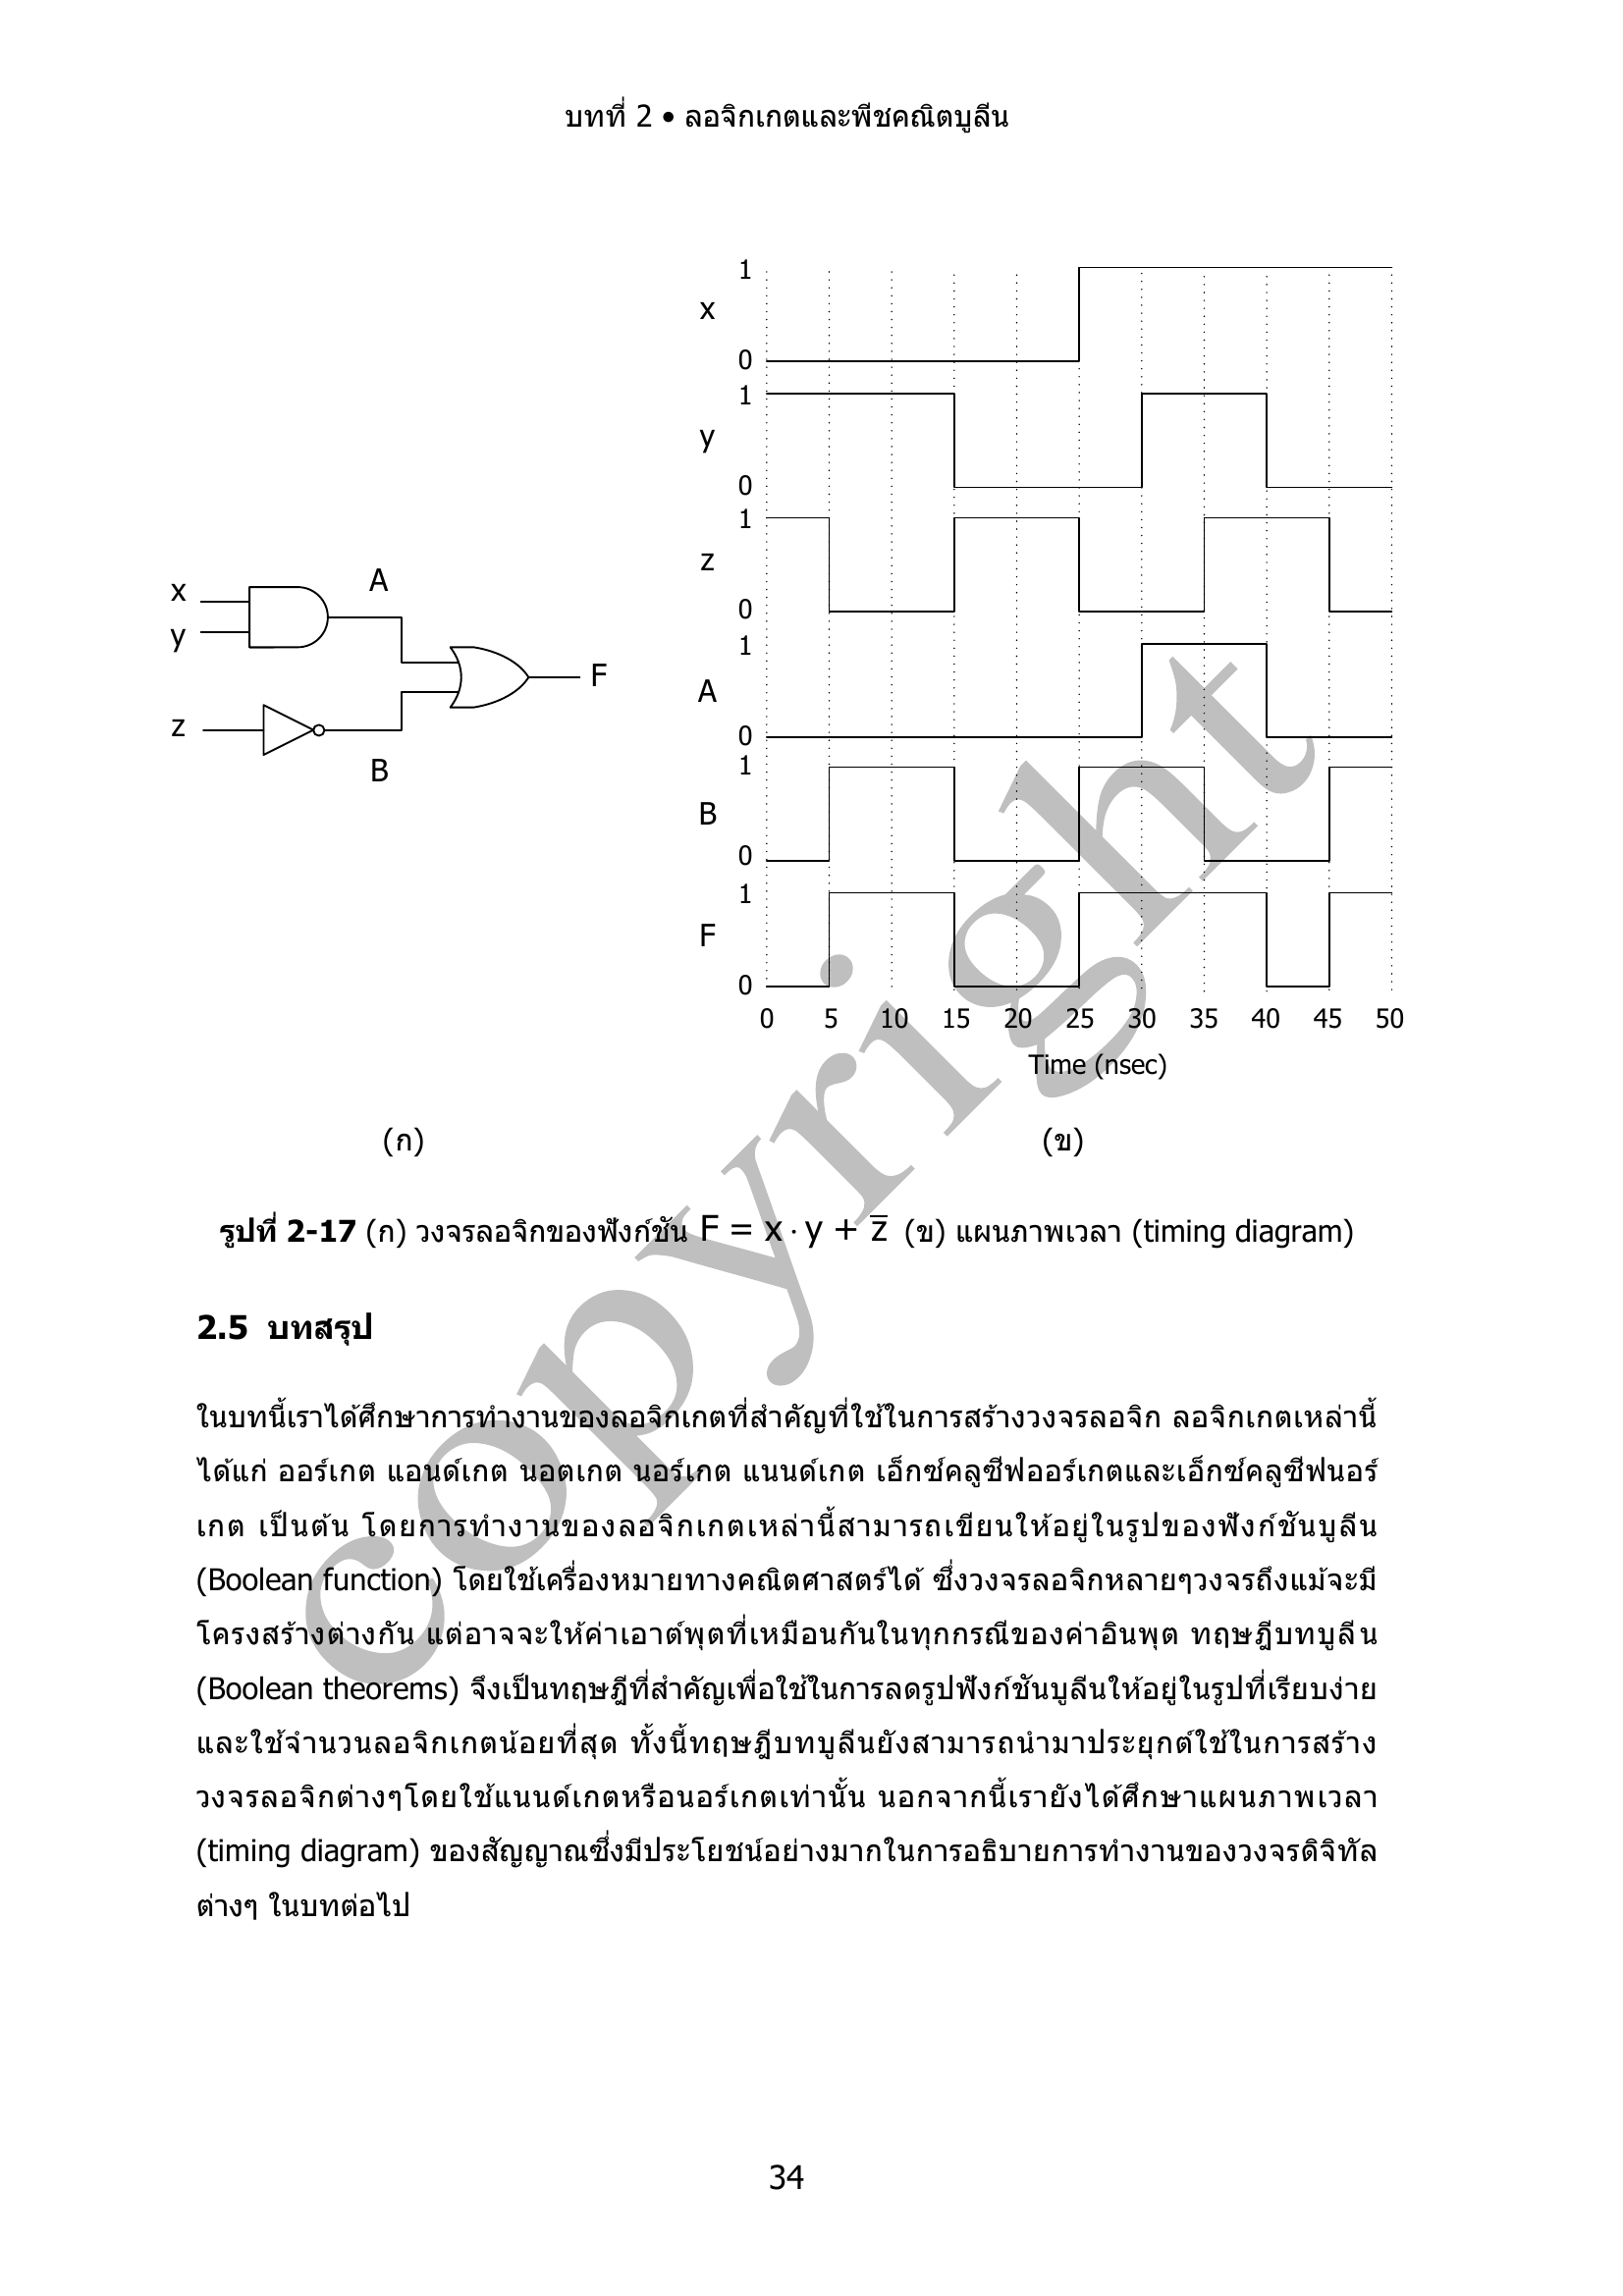 บทที่ 2 • ลอจิกเกตและพีชคณิตบูลีน
x
y
z
A
B
F
1
x
0
1
y
0
1
z
0
1
A
0
1
B
0
1
F
0
0 5 10 15 20 25 30 35 40 45 50
Time (nsec)
(ก) (ข)
รูปที่ 2-17 (ก) วงจรลอจิกของฟังก์ชัน F = x · y + z̅ (ข) แผนภาพเวลา (timing diagram)
2.5 บทสรุป
ในบทนี้เราได้ศึกษาการทำงานของลอจิกเกตที่สำคัญที่ใช้ในการสร้างวงจรลอจิก ลอจิกเกตเหล่านี้
ได้แก่ ออร์เกต แอนด์เกต นอตเกต นอร์เกต แนนด์เกต เอ็กซ์คลูซีฟออร์เกตและเอ็กซ์คลูซีฟนอร์
เกต เป็นต้น โดยการทำงานของลอจิกเกตเหล่านี้สามารถเขียนให้อยู่ในรูปของฟังก์ชันบูลีน
(Boolean function) โดยใช้เครื่องหมายทางคณิตศาสตร์ได้ ซึ่งวงจรลอจิกหลายๆวงจรถึงแม้จะมี
โครงสร้างต่างกัน แต่อาจจะให้ค่าเอาต์พุตที่เหมือนกันในทุกกรณีของค่าอินพุต ทฤษฎีบทบูลีน
(Boolean theorems) จึงเป็นทฤษฎีที่สำคัญเพื่อใช้ในการลดรูปฟังก์ชันบูลีนให้อยู่ในรูปที่เรียบง่าย
และใช้จำนวนลอจิกเกตน้อยที่สุด ทั้งนี้ทฤษฎีบทบูลีนยังสามารถนำมาประยุกต์ใช้ในการสร้าง
วงจรลอจิกต่างๆโดยใช้แนนด์เกตหรือนอร์เกตเท่านั้น นอกจากนี้เรายังได้ศึกษาแผนภาพเวลา
(timing diagram) ของสัญญาณซึ่งมีประโยชน์อย่างมากในการอธิบายการทำงานของวงจรดิจิทัล
ต่างๆ ในบทต่อไป
34
copyright